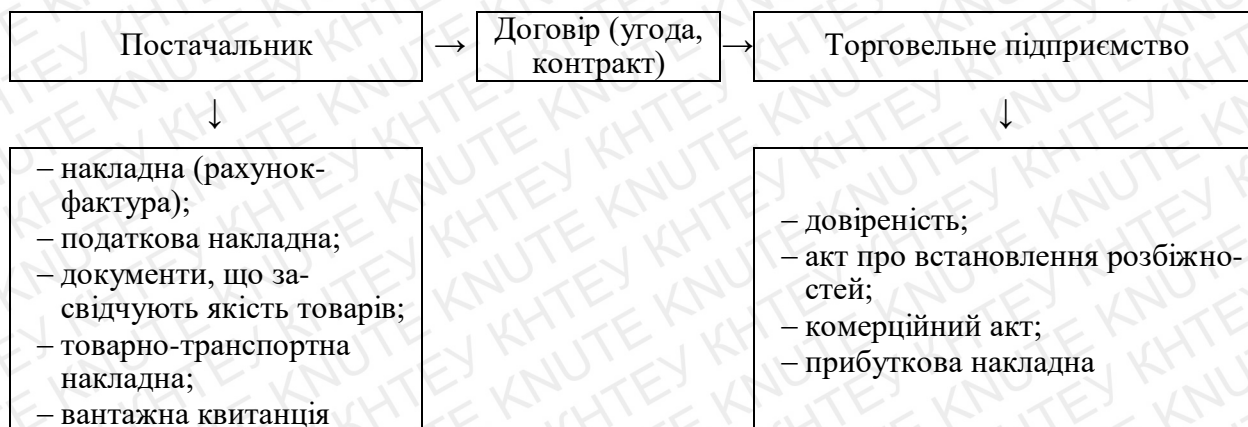 Постачальник
→
Договір (угода,
контракт)
→
Торговельне підприємство
↓
↓
– накладна (рахунок-
фактура);
– податкова накладна;
– документи, що за-
свідчують якість товарів;
– товарно-транспортна
накладна;
– вантажна квитанція
– довіреність;
– акт про встановлення розбіжно-
стей;
– комерційний акт;
– прибуткова накладна